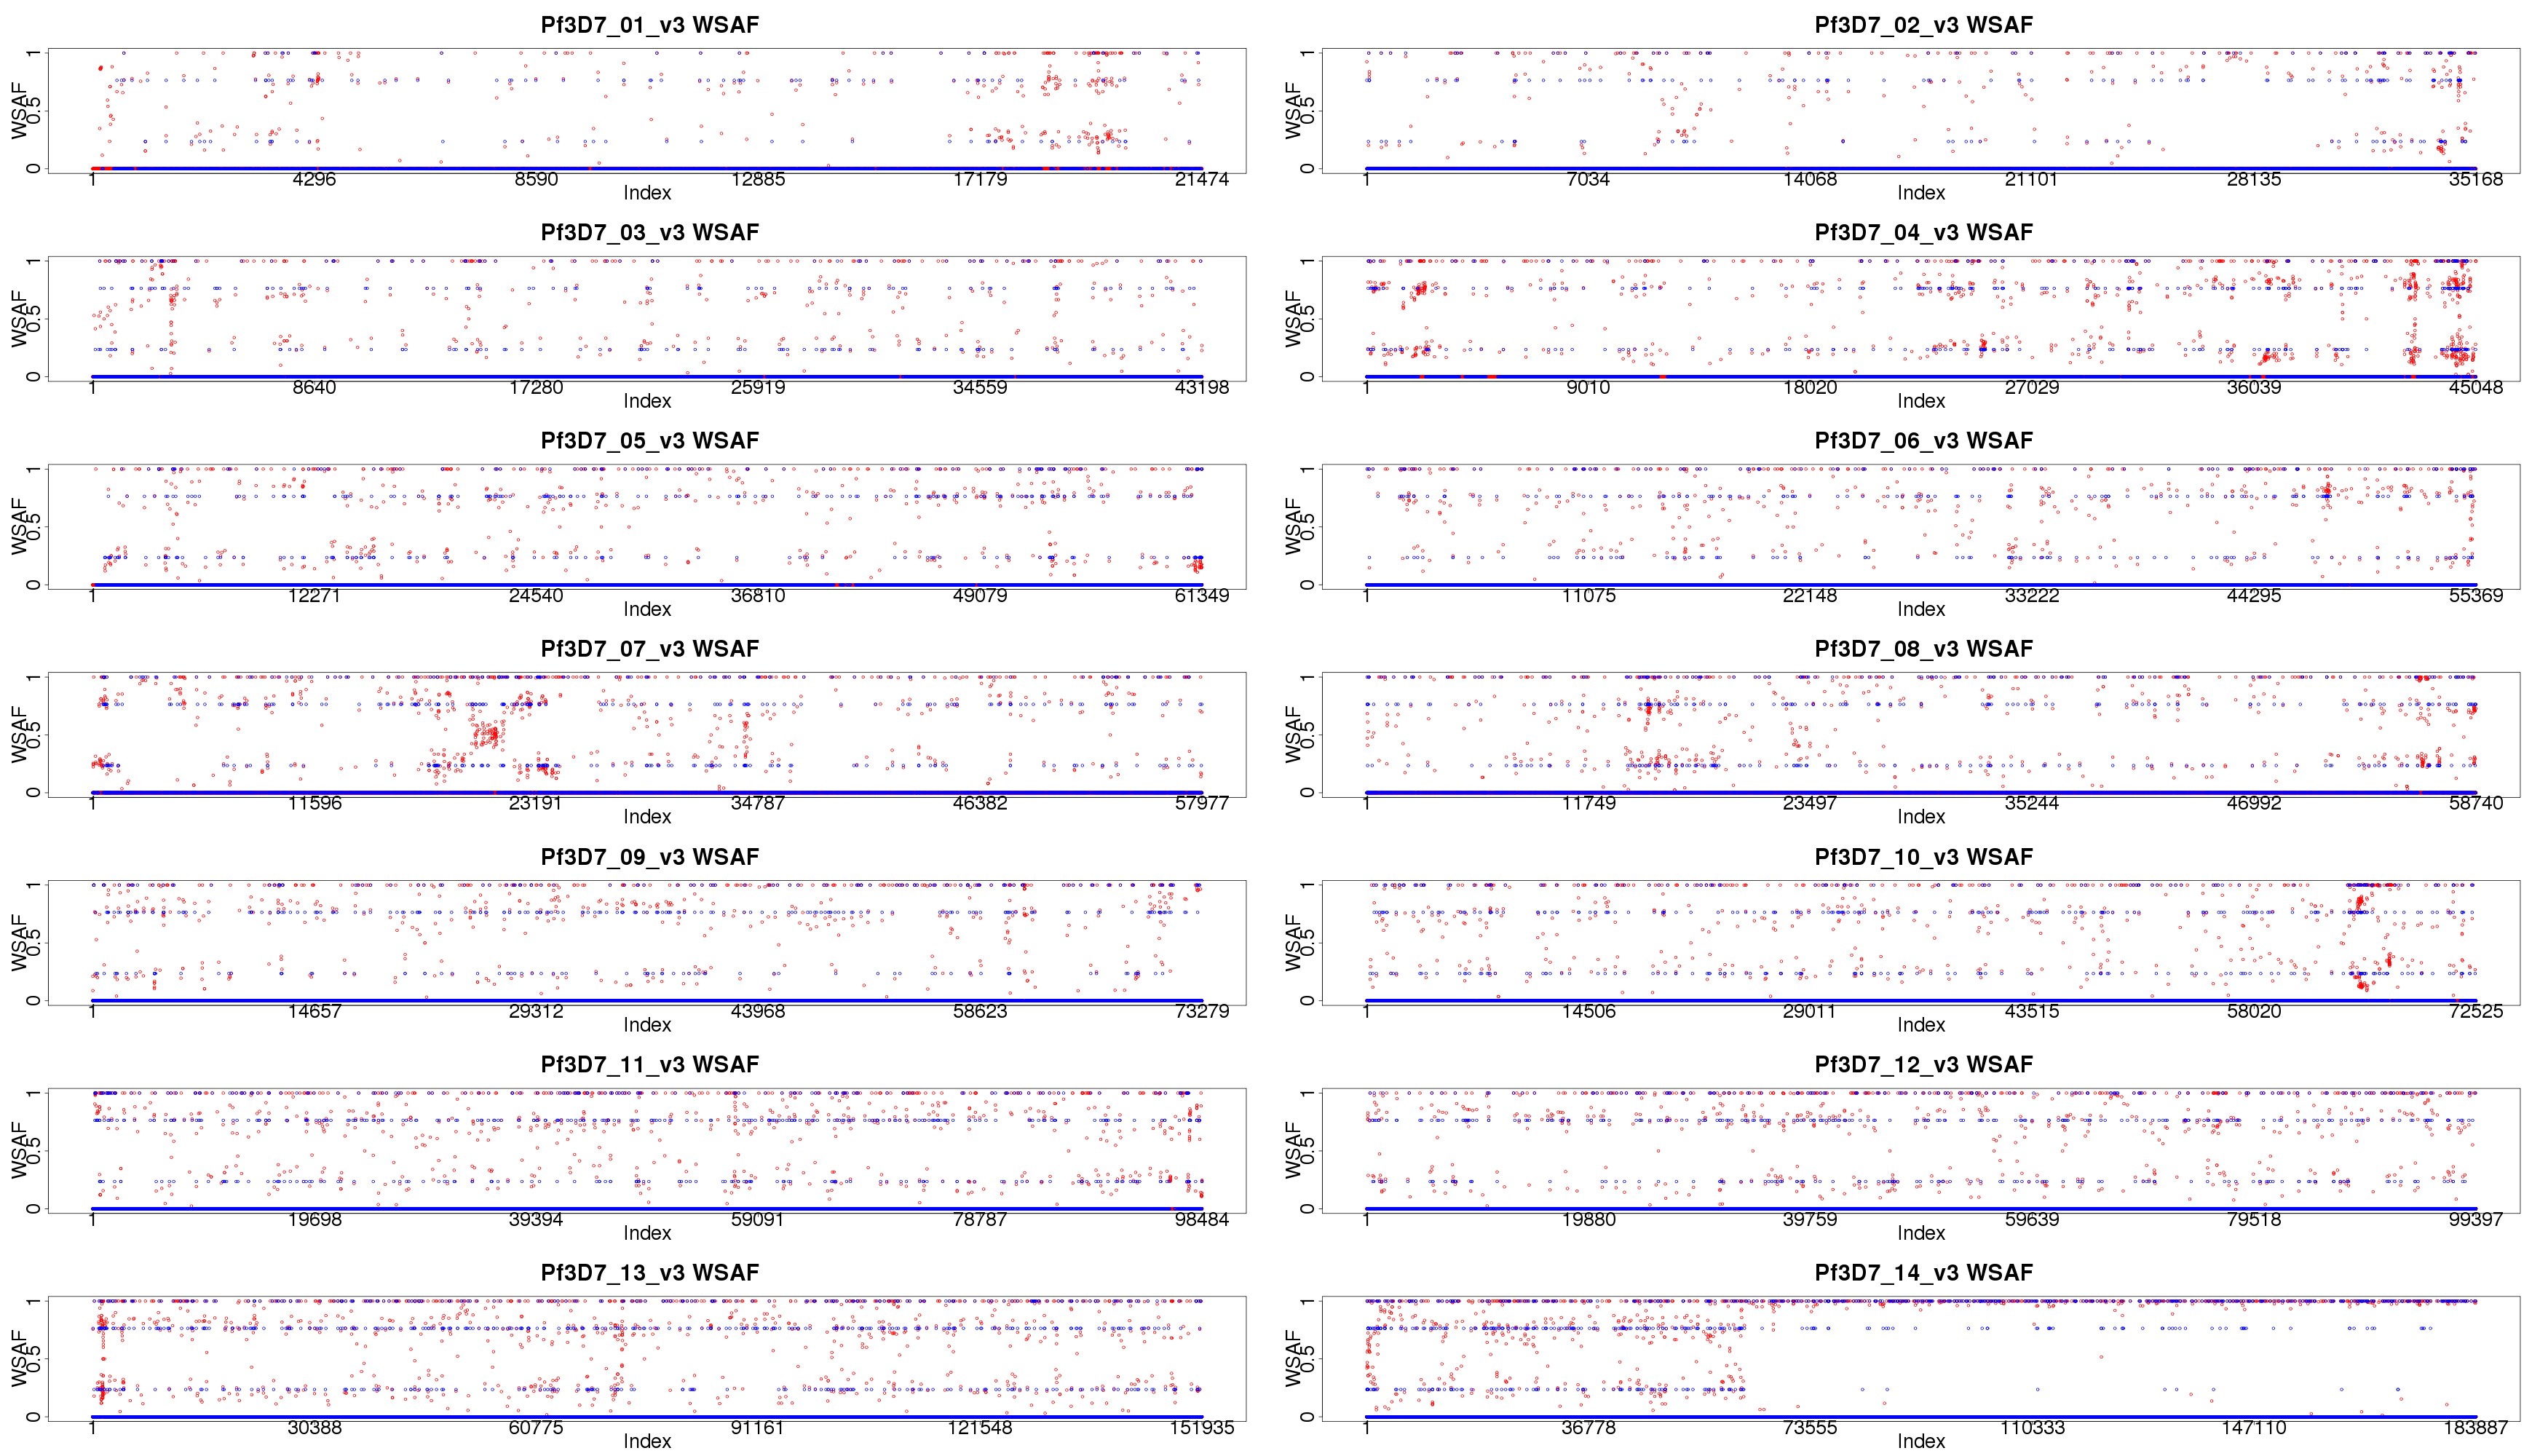 Pf3D7_01_v3 WSAF
WSAF
0 0.5 1
1 4296 8590 12885 17179 21474
Index
Pf3D7_02_v3 WSAF
WSAF
0 0.5 1
1 7034 14068 21101 28135 35168
Index
Pf3D7_03_v3 WSAF
WSAF
0 0.5 1
1 8640 17280 25919 34559 43198
Index
Pf3D7_04_v3 WSAF
WSAF
0 0.5 1
1 9010 18020 27029 36039 45048
Index
Pf3D7_05_v3 WSAF
WSAF
0 0.5 1
1 12271 24540 36810 49079 61349
Index
Pf3D7_06_v3 WSAF
WSAF
0 0.5 1
1 11075 22148 33222 44295 55369
Index
Pf3D7_07_v3 WSAF
WSAF
0 0.5 1
1 11596 23191 34787 46382 57977
Index
Pf3D7_08_v3 WSAF
WSAF
0 0.5 1
1 11749 23497 35244 46992 58740
Index
Pf3D7_09_v3 WSAF
WSAF
0 0.5 1
1 14657 29312 43968 58623 73279
Index
Pf3D7_10_v3 WSAF
WSAF
0 0.5 1
1 14506 29011 43515 58020 72525
Index
Pf3D7_11_v3 WSAF
WSAF
0 0.5 1
1 19698 39394 59091 78787 98484
Index
Pf3D7_12_v3 WSAF
WSAF
0 0.5 1
1 19880 39759 59639 79518 99397
Index
Pf3D7_13_v3 WSAF
WSAF
0 0.5 1
1 30388 60775 91161 121548 151935
Index
Pf3D7_14_v3 WSAF
WSAF
0 0.5 1
1 36778 73555 110333 147110 183887
Index